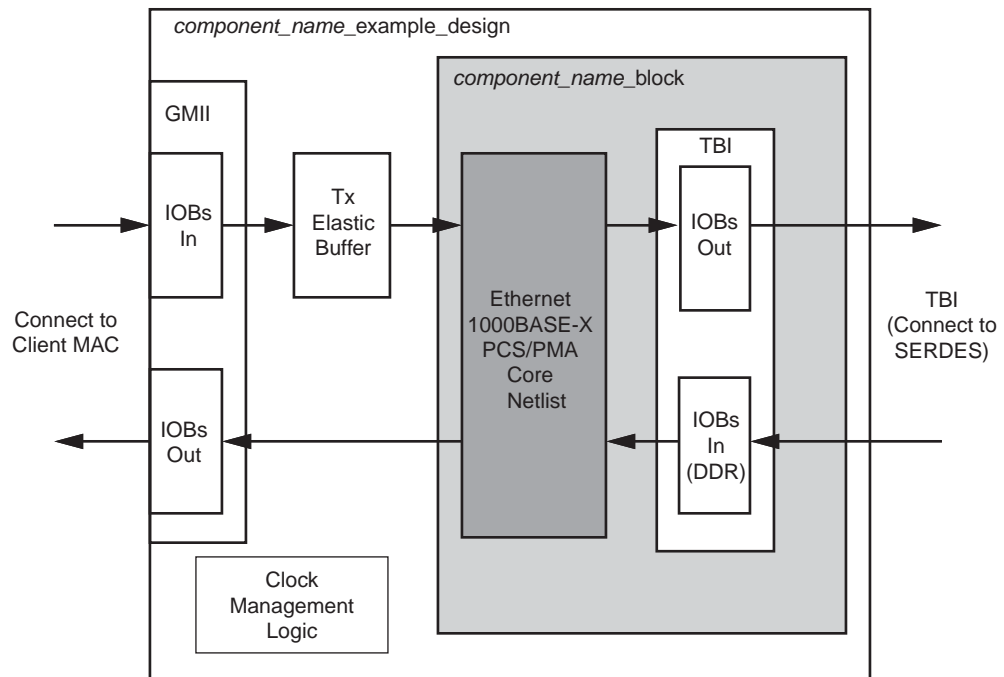 component_name_example_design
component_name_block
GMII
TBI
IOBs
In
Tx
Elastic
Buffer
IOBs
Out
Ethernet
1000BASE-X
PCS/PMA
Core
Netlist
Connect to
Client MAC
TBI
(Connect to
SERDES)
IOBs
Out
IOBs
In
(DDR)
Clock
Management
Logic